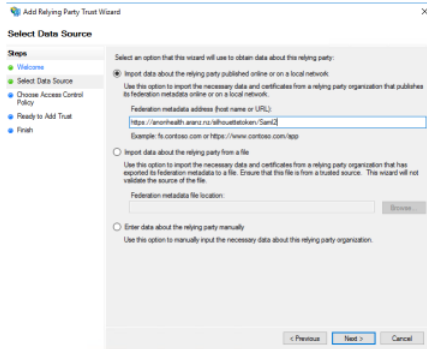 Add Relying Party Trust Wizard
Select Data Source
Steps
Welcome
Select Data Source
Choose Access Control
Policy
Ready to Add Trust
Finish
Select an option that this wizard will use to obtain data about this relying party:
Import data about the relying party published online or on a local network
Use this option to import the necessary data and certificates from a relying party organization that publishes
its federation metadata online or on a local network.
Federation metadata address (host name or URL):
https://anonhealth.aranz.nz/silhouettetoken/Saml2
Example: fs.contoso.com or https://www.contoso.com/app
Import data about the relying party from a file
Use this option to import the necessary data and certificates from a relying party organization that has
exported its federation metadata to a file. Ensure that this file is from a trusted source. This wizard will not
validate the source of the file.
Federation metadata file location:
Browse...
Enter data about the relying party manually
Use this option to manually input the necessary data about this relying party organization.
< Previous
Next >
Cancel